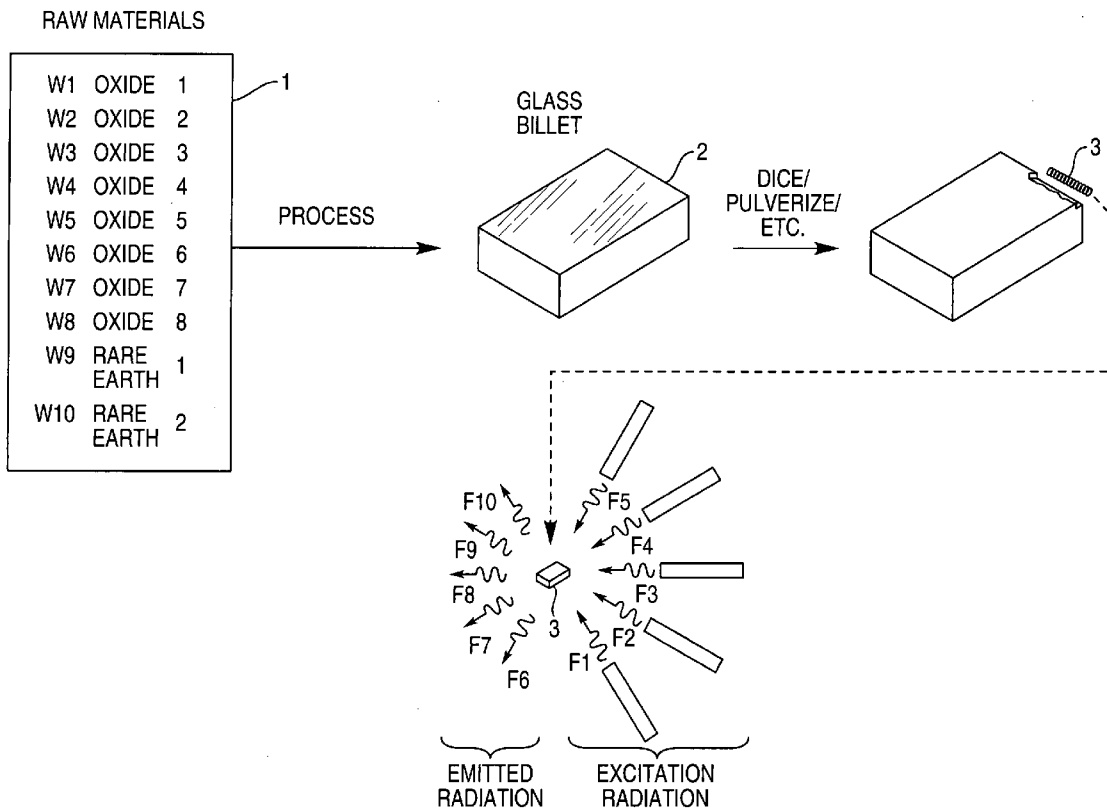 RAW MATERIALS
1
W1 OXIDE 1
W2 OXIDE 2
W3 OXIDE 3
W4 OXIDE 4
W5 OXIDE 5
W6 OXIDE 6
W7 OXIDE 7
W8 OXIDE 8
W9 RARE
EARTH 1
W10 RARE
EARTH 2
PROCESS
GLASS
BILLET
2
DICE/
PULVERIZE/
ETC.
3
F10
F9
F8
F7
F6
3
F5
F4
F3
F2
F1
EMITTED
RADIATION
EXCITATION
RADIATION